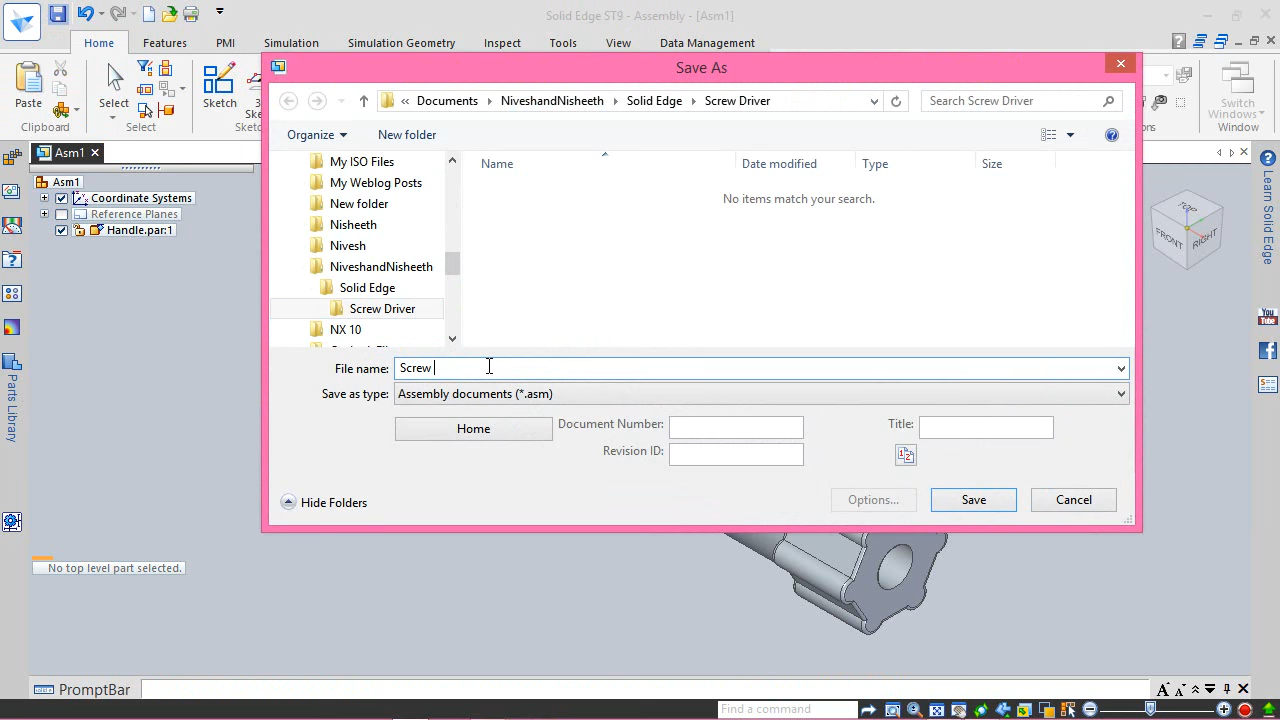 Solid Edge ST9 - Assembly - [Asm1]
Home
Features
PMI
Simulation
Simulation Geometry
Inspect
Tools
View
Data Management
Paste
Clipboard
Select
Select
Sketch
3
Sketch
Switch
Windows
Window
Save As
Documents
NiveshandNisheeth
Solid Edge
Screw Driver
Search Screw Driver
Organize
New folder
My ISO Files
My Weblog Posts
New folder
Nisheeth
Nivesh
NiveshandNisheeth
Solid Edge
Screw Driver
NX 10
Name
Date modified
Type
Size
No items match your search.
File name:
Screw
Save as type:
Assembly documents (*.asm)
Home
Document Number:
Revision ID:
Title:
Hide Folders
Options...
Save
Cancel
Asm1
Asm1
Coordinate Systems
Reference Planes
Handle.par:1
No top level part selected.
TOP
FRONT
RIGHT
Learn Solid Edge
You
Tube
PromptBar
Find a command